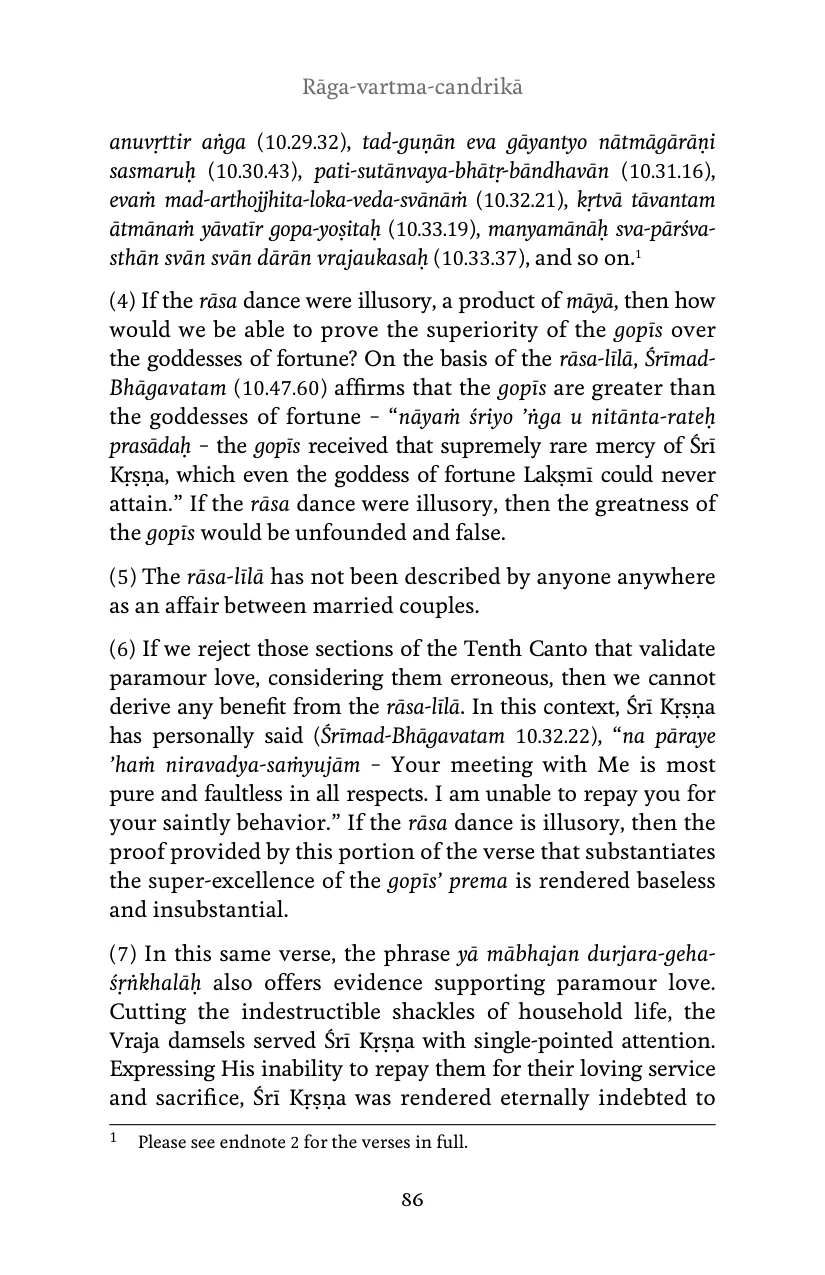 Rāga-vartma-candrikā
anuvṛttir aṅga (10.29.32), tad-guṇān eva gāyantyo nātmāgārāṇi
sasmaruḥ (10.30.43), pati-sutānvaya-bhātṛ-bāndhavān (10.31.16),
evaṁ mad-arthojjhita-loka-veda-svānāṁ (10.32.21), kṛtvā tāvantam
ātmānaṁ yāvatīr gopa-yoṣitaḥ (10.33.19), manyamānāḥ sva-pārśva-
sthān svān svān dārān vrajaukasaḥ (10.33.37), and so on.¹
(4) If the rāsa dance were illusory, a product of māyā, then how
would we be able to prove the superiority of the gopīs over
the goddesses of fortune? On the basis of the rāsa-līlā, Śrīmad-
Bhāgavatam (10.47.60) affirms that the gopīs are greater than
the goddesses of fortune – “nāyaṁ śriyo ’ṅga u nitānta-rateḥ
prasādaḥ – the gopīs received that supremely rare mercy of Śrī
Kṛṣṇa, which even the goddess of fortune Lakṣmī could never
attain.” If the rāsa dance were illusory, then the greatness of
the gopīs would be unfounded and false.
(5) The rāsa-līlā has not been described by anyone anywhere
as an affair between married couples.
(6) If we reject those sections of the Tenth Canto that validate
paramour love, considering them erroneous, then we cannot
derive any benefit from the rāsa-līlā. In this context, Śrī Kṛṣṇa
has personally said (Śrīmad-Bhāgavatam 10.32.22), “na pāraye
’haṁ niravadya-saṁyujām – Your meeting with Me is most
pure and faultless in all respects. I am unable to repay you for
your saintly behavior.” If the rāsa dance is illusory, then the
proof provided by this portion of the verse that substantiates
the super-excellence of the gopīs’ prema is rendered baseless
and insubstantial.
(7) In this same verse, the phrase yā mābhajan durjara-geha-
śṛṅkhalāḥ also offers evidence supporting paramour love.
Cutting the indestructible shackles of household life, the
Vraja damsels served Śrī Kṛṣṇa with single-pointed attention.
Expressing His inability to repay them for their loving service
and sacrifice, Śrī Kṛṣṇa was rendered eternally indebted to
1 Please see endnote 2 for the verses in full.
86